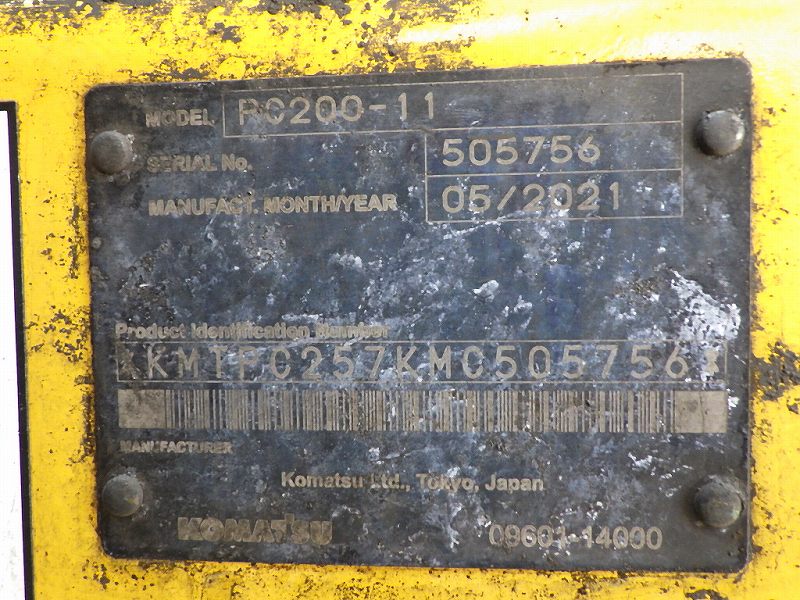 MODEL PC200-11
SERIAL No. 505756
MANUFACT. MONTH/YEAR 05/2021
Product Identification Number
*KMTPC257KMC505756*
MANUFACTURER
Komatsu Ltd., Tokyo, Japan
KOMATSU 09601-14000